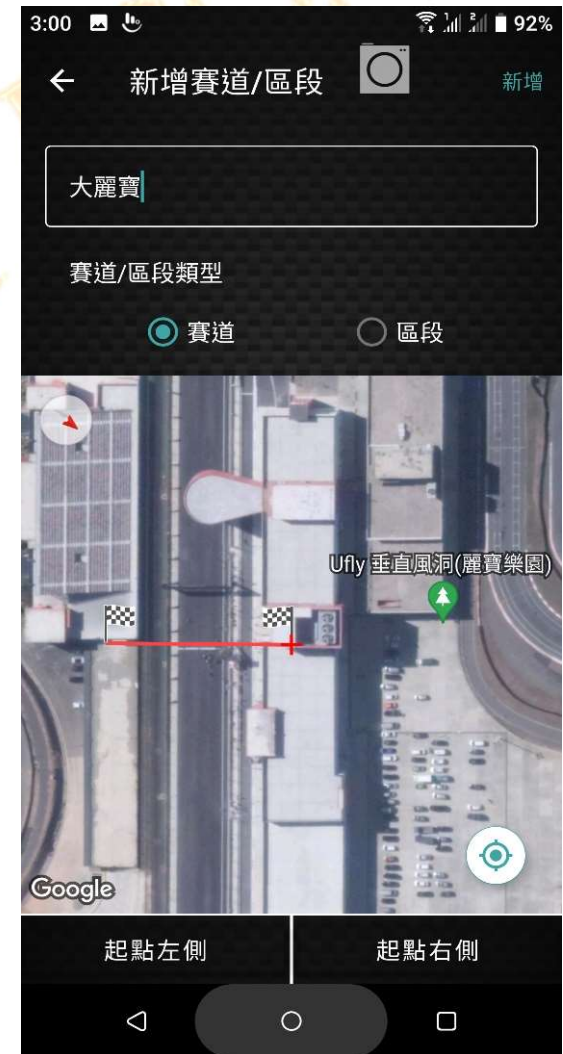 3:00 92%
新增賽道/區段 新增
大麗寶
賽道/區段類型
賽道 區段
Ufly 垂直風洞(麗寶樂園)
Google
起點左側 起點右側